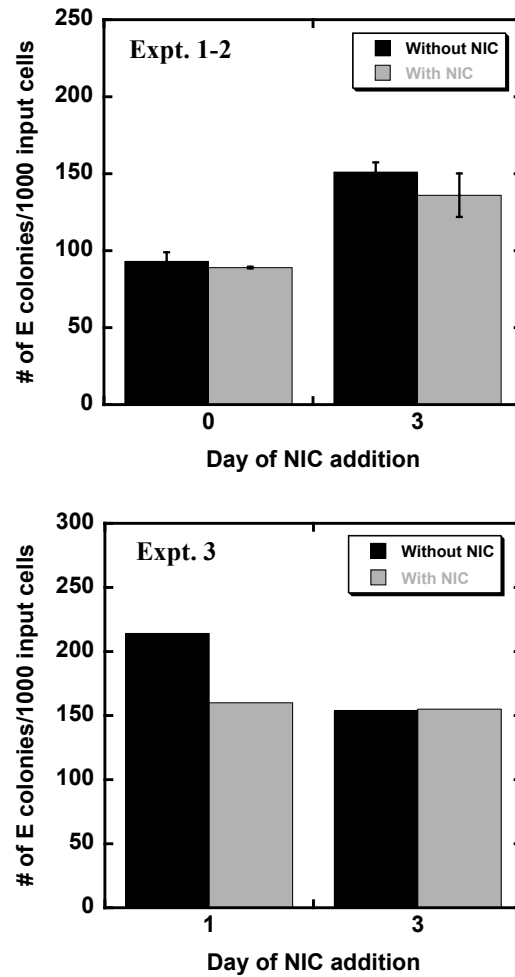 250
Expt. 1-2
Without NIC
With NIC
200
150
100
50
0
# of E colonies/1000 input cells
0
3
Day of NIC addition
300
Expt. 3
Without NIC
With NIC
250
200
150
100
50
0
# of E colonies/1000 input cells
1
3
Day of NIC addition